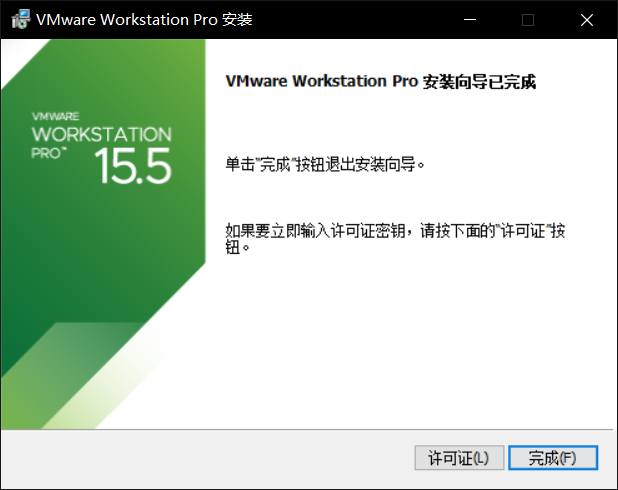 VMware Workstation Pro 安装
VMware Workstation Pro 安装向导已完成
VMWARE
WORKSTATION
PRO™ 15.5
单击"完成"按钮退出安装向导。
如果要立即输入许可证密钥，请按下面的"许可证"按
钮。
许可证(L) 完成(F)